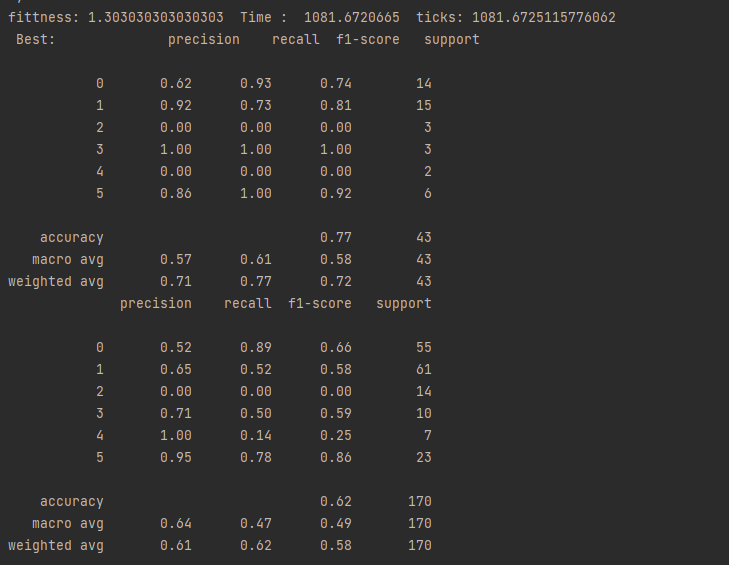 fittness: 1.303030303030303  Time :  1081.6720665  ticks: 1081.6725115776062
 Best:              precision    recall  f1-score   support

           0       0.62      0.93      0.74        14
           1       0.92      0.73      0.81        15
           2       0.00      0.00      0.00         3
           3       1.00      1.00      1.00         3
           4       0.00      0.00      0.00         2
           5       0.86      1.00      0.92         6

    accuracy                           0.77        43
   macro avg       0.57      0.61      0.58        43
weighted avg       0.71      0.77      0.72        43
              precision    recall  f1-score   support

           0       0.52      0.89      0.66        55
           1       0.65      0.52      0.58        61
           2       0.00      0.00      0.00        14
           3       0.71      0.50      0.59        10
           4       1.00      0.14      0.25         7
           5       0.95      0.78      0.86        23

    accuracy                           0.62       170
   macro avg       0.64      0.47      0.49       170
weighted avg       0.61      0.62      0.58       170